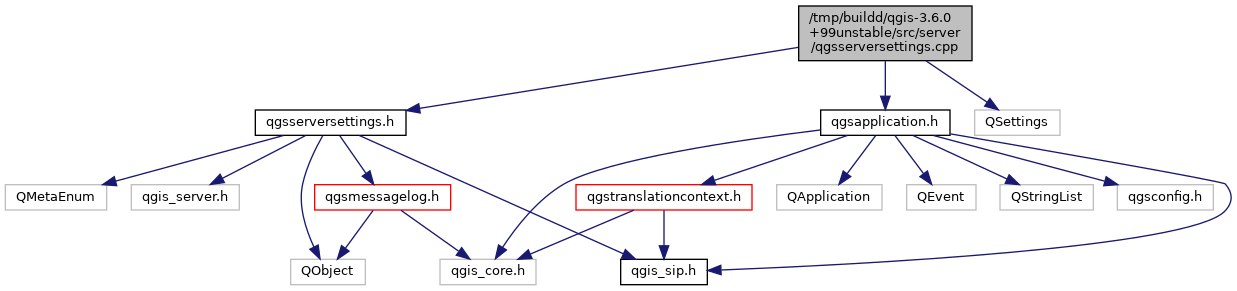 /tmp/buildd/qgis-3.6.0
+99unstable/src/server
/qgsserversettings.cpp
qgsserversettings.h
qgsapplication.h
QSettings
QMetaEnum
qgis_server.h
qgsmessagelog.h
qgstranslationcontext.h
QApplication
QEvent
QStringList
qgsconfig.h
QObject
qgis_core.h
qgis_sip.h